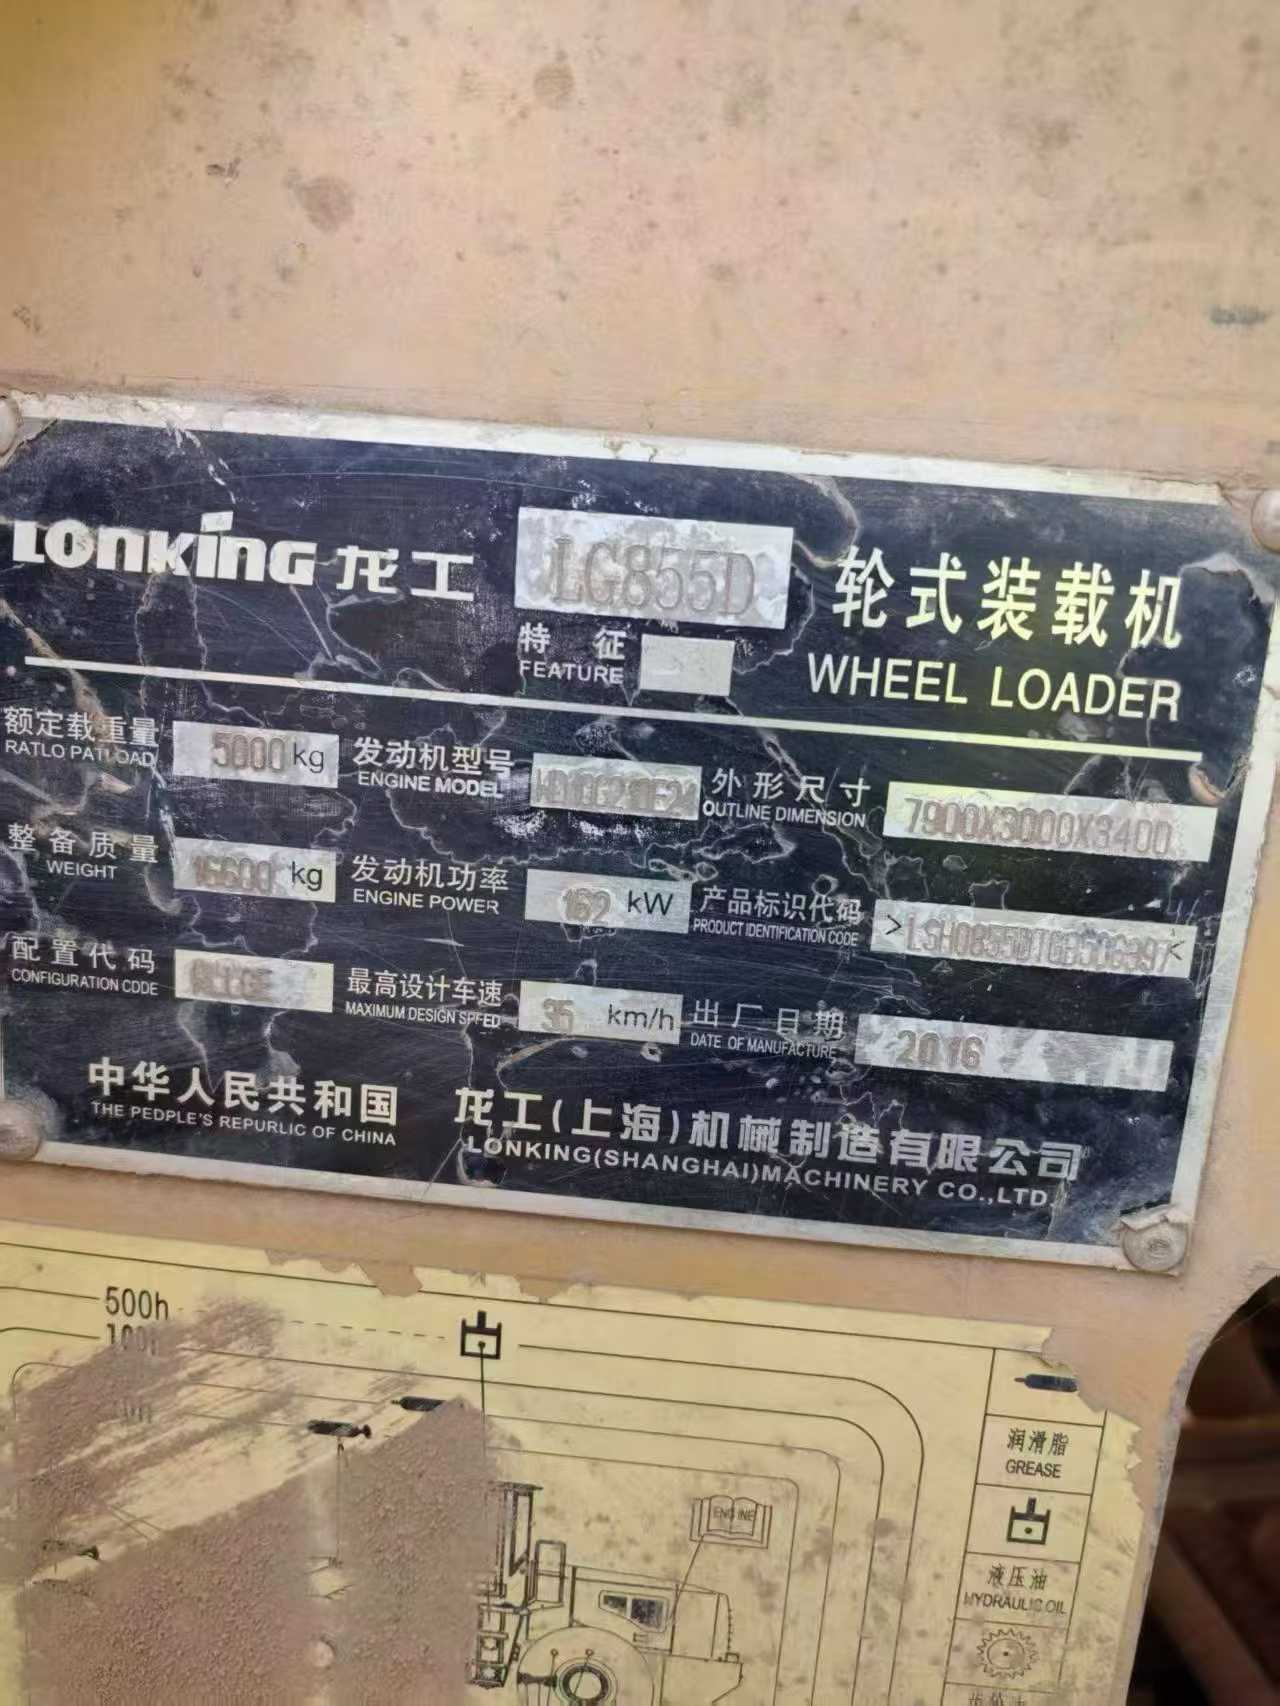 LONKING 龙工 LG855D 轮式装载机
特 征
FEATURE
WHEEL LOADER
额定载重量 5000 kg 发动机型号 外形尺寸 7900X3000X3400
RATLO PATLOAD ENGINE MODEL OUTLINE DIMENSION
整备质量 16600 kg 发动机功率 162 kW 产品标识代码
WEIGHT ENGINE POWER PRODUCT IDENTIFICATION CODE
配置代码 最高设计车速 35 km/h 出厂日期 2016
CONFIGURATION CDDE MAXIMUM DESIGN SPFED DATE OF MANUFACTURE
中华人民共和国 龙工(上海)机械制造有限公司
THE PEDPLE'S REPURLIC OF CHINA LONKING(SHANGHAI)MACHINERY CO.,LTD.
500h
润滑脂
GREASE
ENGINE
液压油
HYDRAULIC OIL